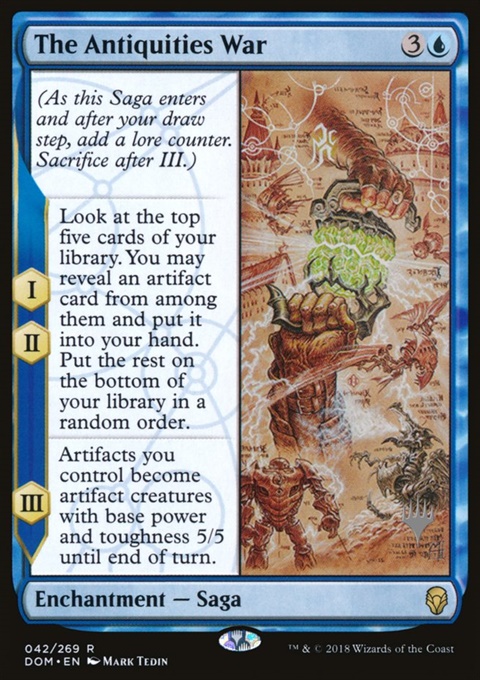 The Antiquities War
3
(As this Saga enters
and after your draw
step, add a lore counter.
Sacrifice after III.)
I
II
Look at the top
five cards of your
library. You may
reveal an artifact
card from among
them and put it
into your hand.
Put the rest on
the bottom of
your library in a
random order.
III
Artifacts you
control become
artifact creatures
with base power
and toughness 5/5
until end of turn.
Enchantment — Saga
042/269 R
DOM • EN Mark Tedin
™ & © 2018 Wizards of the Coast